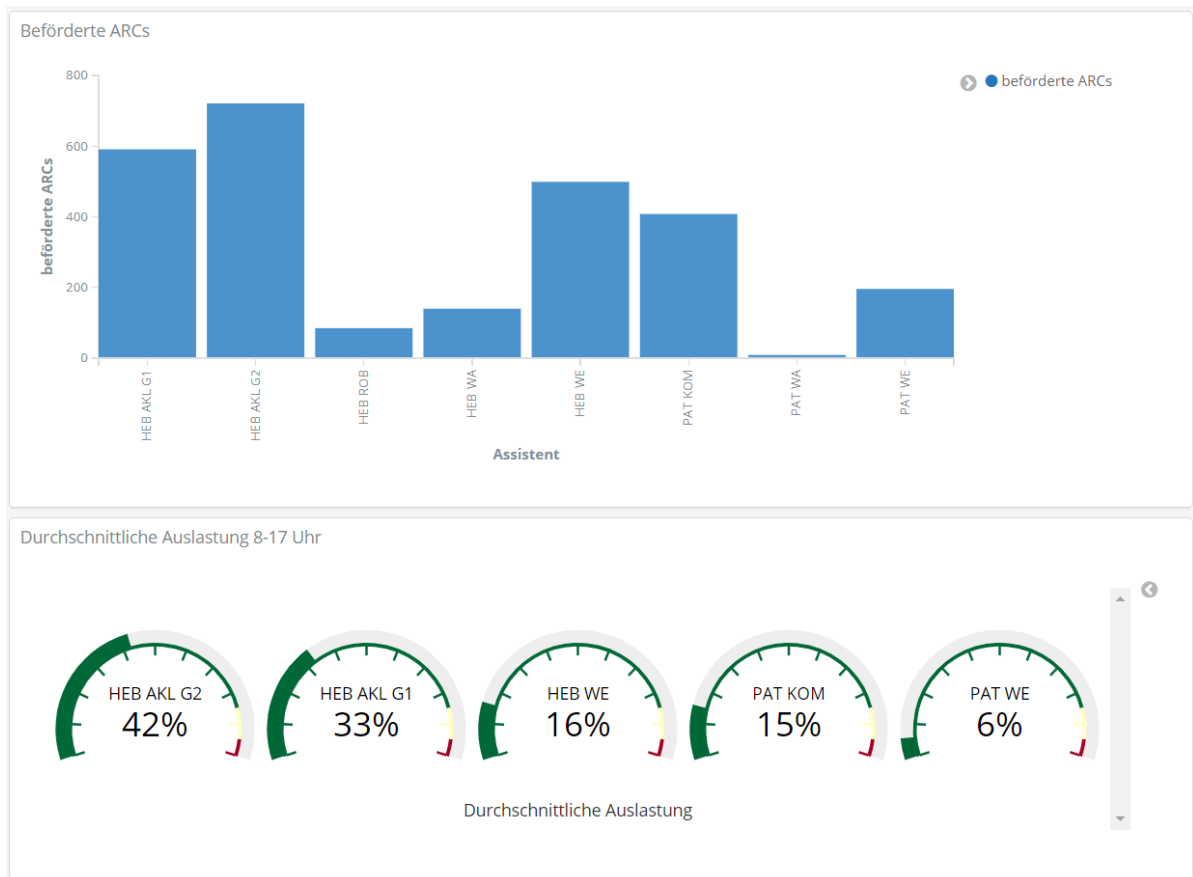 Beförderte ARCs
beförderte ARCs
800
600
400
200
0
beförderte ARCs
HEB AKL G1
HEB AKL G2
HEB ROB
HEB WA
HEB WE
PAT KOM
PAT WA
PAT WE
Assistent
Durchschnittliche Auslastung 8-17 Uhr
HEB AKL G2
42%
HEB AKL G1
33%
HEB WE
16%
PAT KOM
15%
PAT WE
6%
Durchschnittliche Auslastung